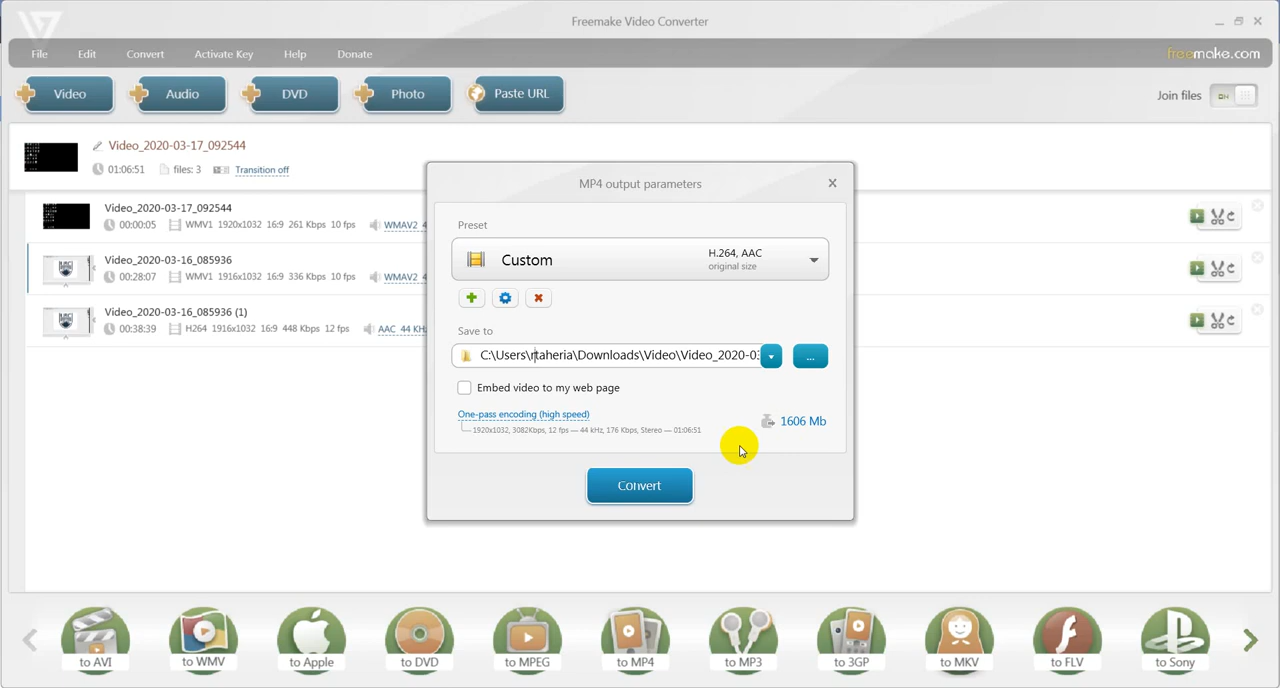 Freemake Video Converter
File Edit Convert Activate Key Help Donate
freemake.com
Video Audio DVD Photo Paste URL
Join files
Video_2020-03-17_092544
01:06:51 files: 3 Transition off
Video_2020-03-17_092544
00:00:05 WMV1 1920x1032 16:9 261 Kbps 10 fps WMAV2 4
Video_2020-03-16_085936
00:28:07 WMV1 1916x1032 16:9 336 Kbps 10 fps WMAV2 4
Video_2020-03-16_085936 (1)
00:38:39 H264 1916x1032 16:9 448 Kbps 12 fps AAC 44 KH
MP4 output parameters
Preset
Custom
H.264, AAC
original size
Save to
C:\Users\rtaheria\Downloads\Video\Video_2020-03
...
Embed video to my web page
One-pass encoding (high speed)
1920x1032, 3082Kbps, 12 fps — 44 kHz, 176 Kbps, Stereo — 01:06:51
1606 Mb
Convert
to AVI to WMV to Apple to DVD to MPEG to MP4 to MP3 to 3GP to MKV to FLV to Sony